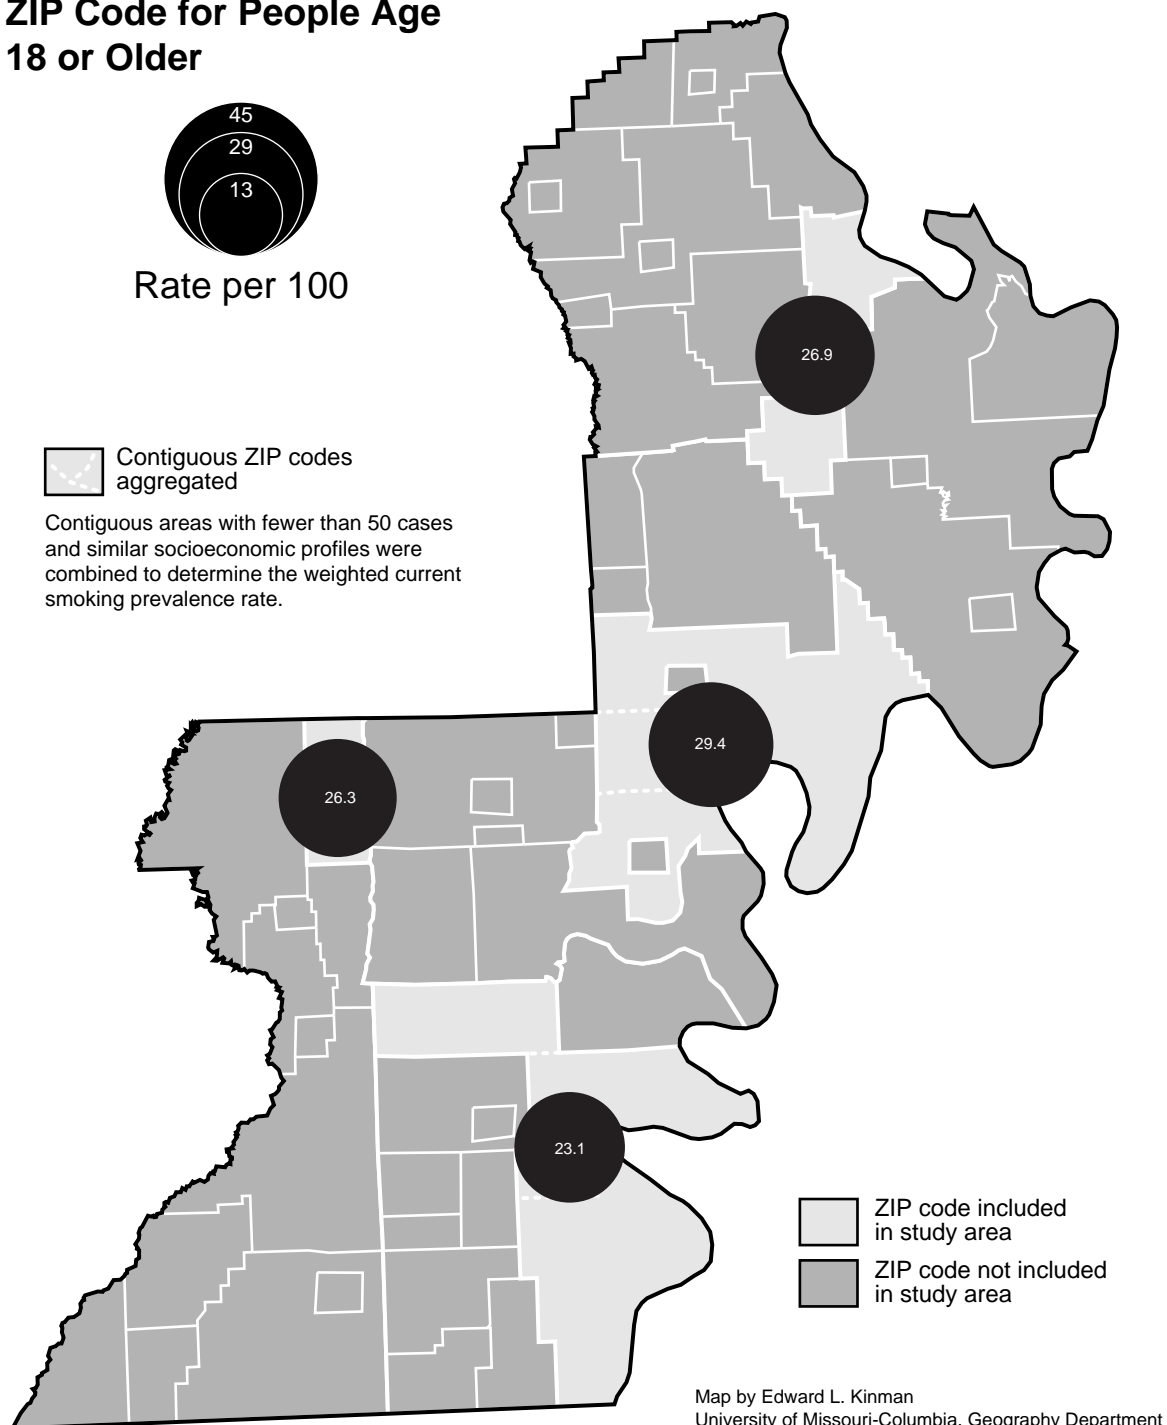 ZIP Code for People Age
18 or Older
45
29
13
Rate per 100
26.9
Contiguous ZIP codes
aggregated
Contiguous areas with fewer than 50 cases
and similar socioeconomic profiles were
combined to determine the weighted current
smoking prevalence rate.
29.4
26.3
23.1
ZIP code included
in study area
ZIP code not included
in study area
Map by Edward L. Kinman
University of Missouri-Columbia, Geography Department